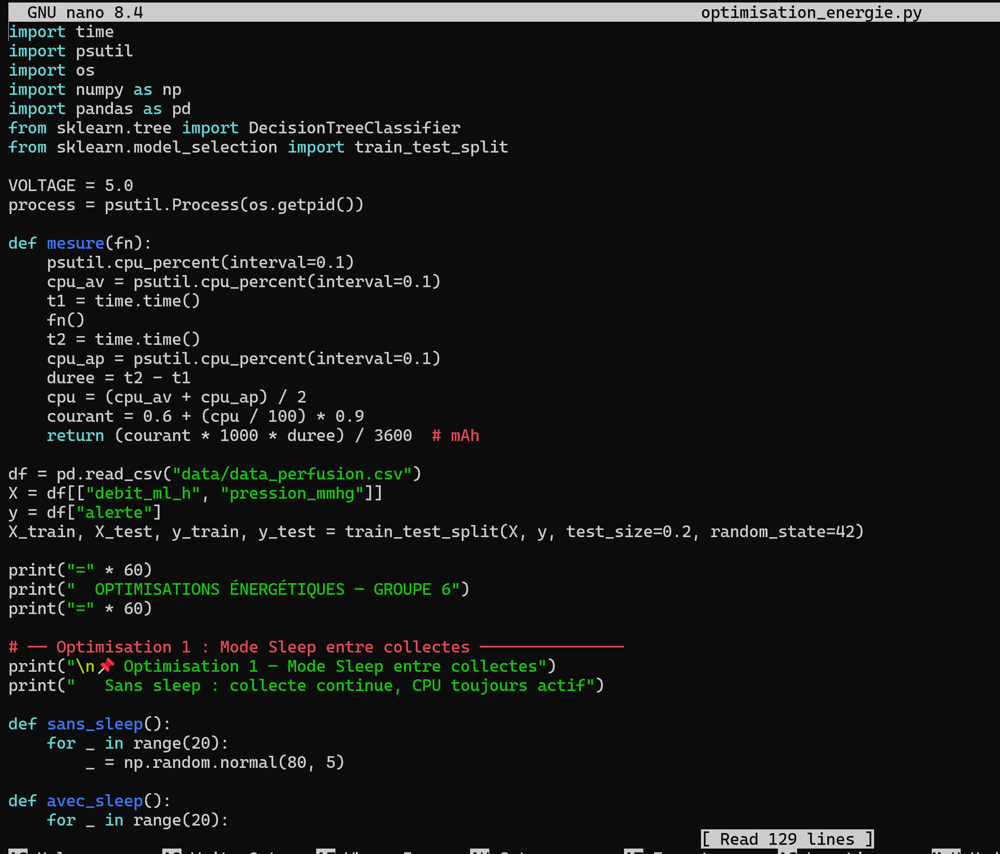 GNU nano 8.4 optimisation_energie.py
import time
import psutil
import os
import numpy as np
import pandas as pd
from sklearn.tree import DecisionTreeClassifier
from sklearn.model_selection import train_test_split

VOLTAGE = 5.0
process = psutil.Process(os.getpid())

def mesure(fn):
    psutil.cpu_percent(interval=0.1)
    cpu_av = psutil.cpu_percent(interval=0.1)
    t1 = time.time()
    fn()
    t2 = time.time()
    cpu_ap = psutil.cpu_percent(interval=0.1)
    duree = t2 - t1
    cpu = (cpu_av + cpu_ap) / 2
    courant = 0.6 + (cpu / 100) * 0.9
    return (courant * 1000 * duree) / 3600  # mAh

df = pd.read_csv("data/data_perfusion.csv")
X = df[["debit_ml_h", "pression_mmhg"]]
y = df["alerte"]
X_train, X_test, y_train, y_test = train_test_split(X, y, test_size=0.2, random_state=42)

print("=" * 60)
print("  OPTIMISATIONS ÉNERGÉTIQUES — GROUPE 6")
print("=" * 60)

# ── Optimisation 1 : Mode Sleep entre collectes ───────────────
print("\n📌 Optimisation 1 — Mode Sleep entre collectes")
print("   Sans sleep : collecte continue, CPU toujours actif")

def sans_sleep():
    for _ in range(20):
        _ = np.random.normal(80, 5)

def avec_sleep():
    for _ in range(20):
[ Read 129 lines ]